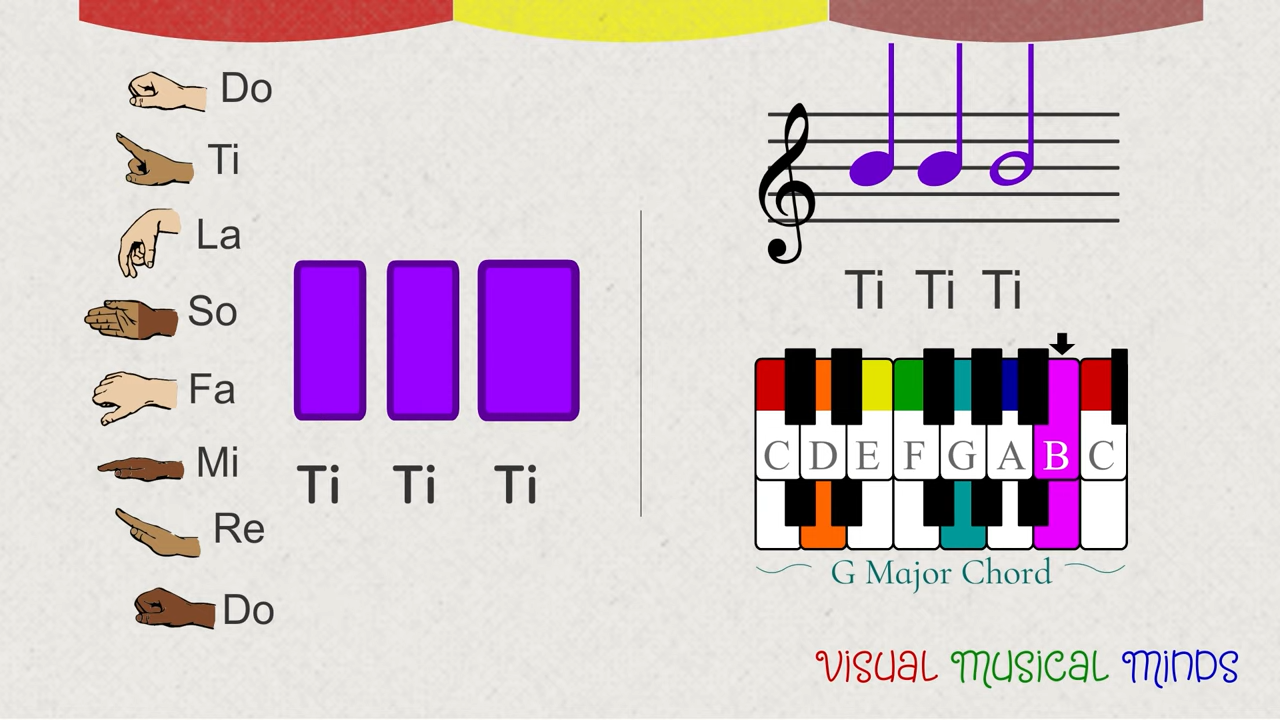 Do
Ti
La
So
Fa
Mi
Re
Do
Ti Ti Ti
Ti Ti Ti
C D E F G A B C
G Major Chord
Visual Musical Minds